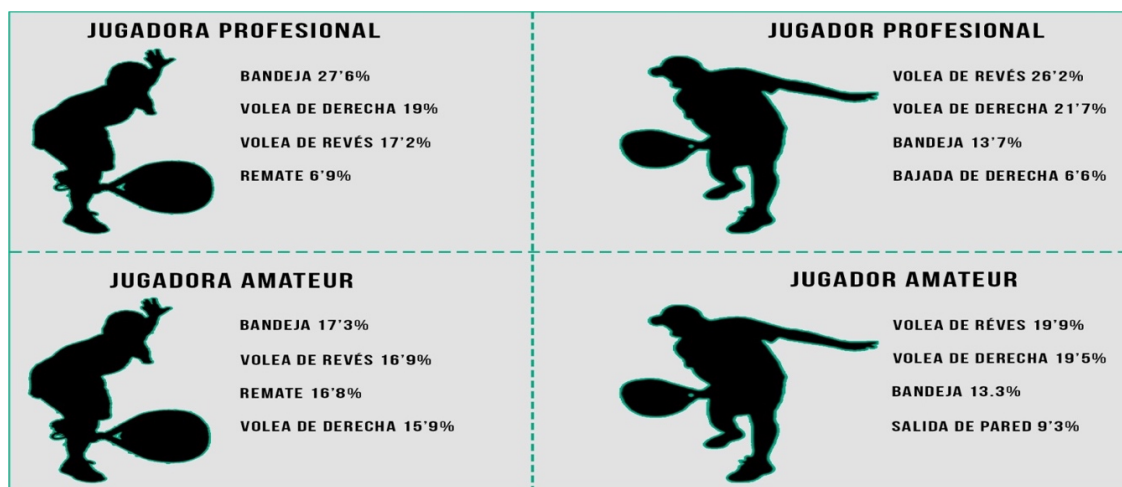 JUGADORA PROFESIONAL
BANDEJA 27'6%
VOLEA DE DERECHA 19%
VOLEA DE REVÉS 17'2%
REMATE 6'9%
JUGADOR PROFESIONAL
VOLEA DE REVÉS 26'2%
VOLEA DE DERECHA 21'7%
BANDEJA 13'7%
BAJADA DE DERECHA 6'6%
JUGADORA AMATEUR
BANDEJA 17'3%
VOLEA DE REVÉS 16'9%
REMATE 16'8%
VOLEA DE DERECHA 15'9%
JUGADOR AMATEUR
VOLEA DE RÉVES 19'9%
VOLEA DE DERECHA 19'5%
BANDEJA 13.3%
SALIDA DE PARED 9'3%